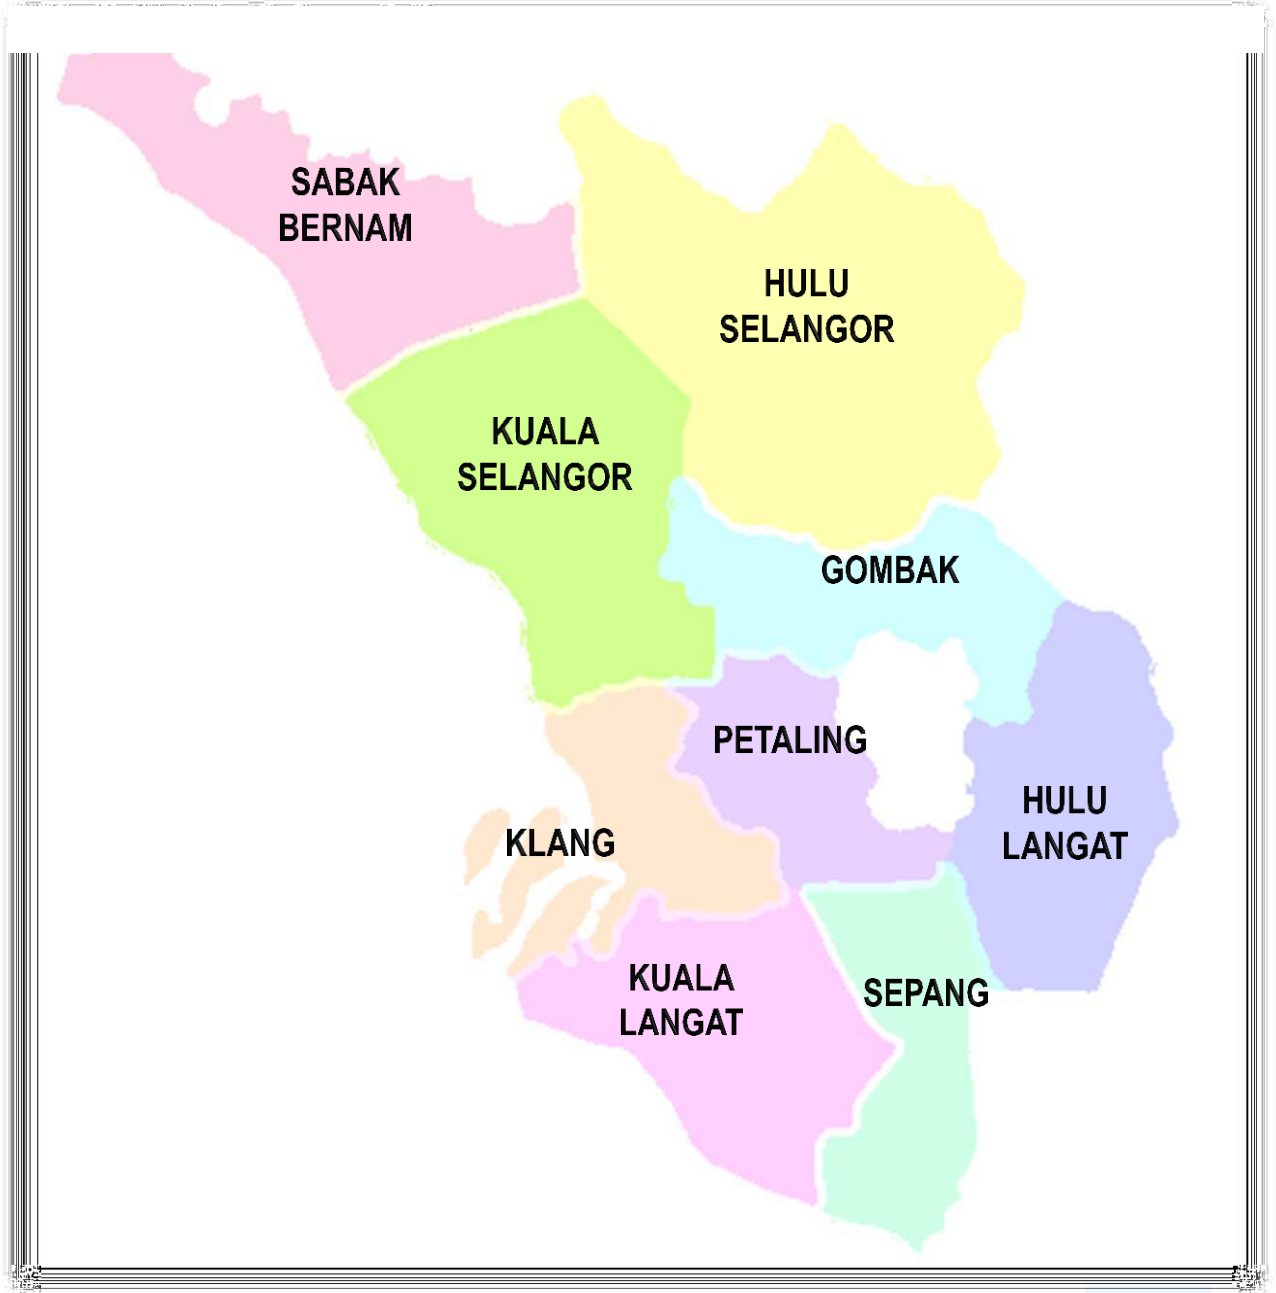 SABAK
BERNAM
HULU
SELANGOR
KUALA
SELANGOR
GOMBAK
PETALING
HULU
LANGAT
KLANG
KUALA
LANGAT
SEPANG